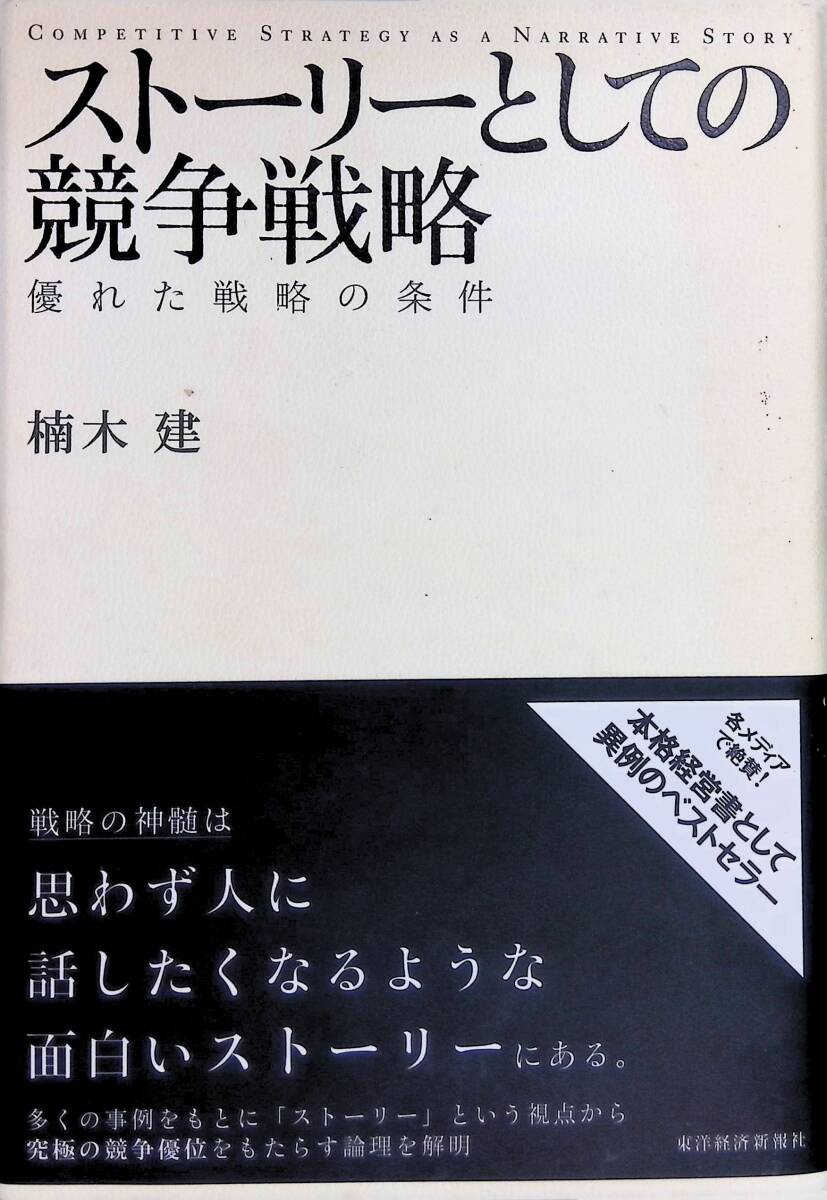 COMPETITIVE STRATEGY AS A NARRATIVE STORY
ストーリーとしての
競争戦略
優れた戦略の条件
楠木 建
各メディア
で絶賛！
本格経営書として
異例のベストセラー
戦略の神髄は
思わず人に
話したくなるような
面白いストーリーにある。
多くの事例をもとに「ストーリー」という視点から
究極の競争優位をもたらす論理を解明
東洋経済新報社